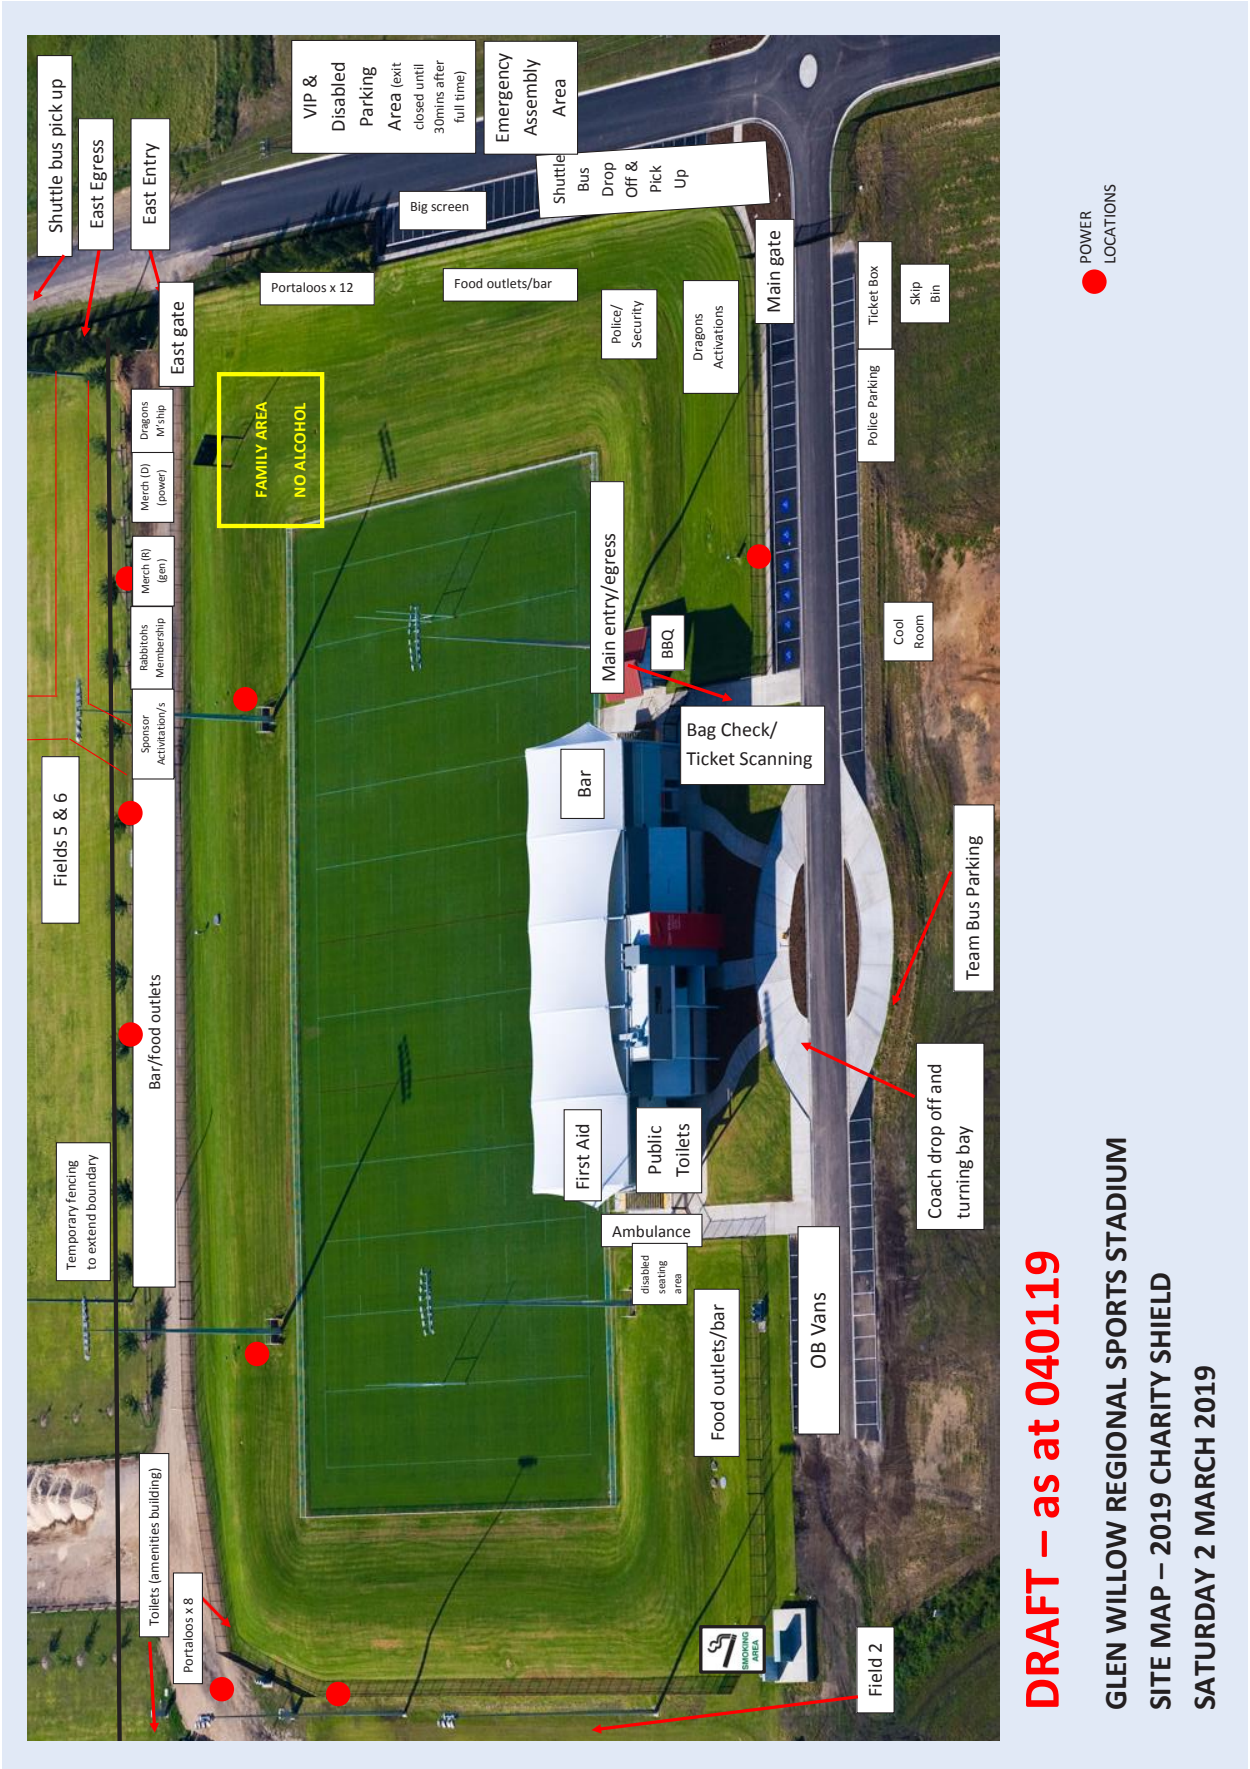 Shuttle bus pick up
East Egress
East Entry
East gate
VIP &
Disabled
Parking
Area (exit
closed until
30mins after
full time)
Emergency
Assembly
Area
Shuttle
Bus
Drop
Off &
Pick
Up
Big screen
Portaloos x 12
Food outlets/bar
Police/
Security
Dragons
Activations
Main gate
Ticket Box
Skip
Bin
Police Parking
Dragons
M'ship
Merch (D)
(power)
Merch (R)
(gen)
Rabbitohs
Membership
Sponsor
Activitation/s
FAMILY AREA
NO ALCOHOL
Fields 5 & 6
Bar/food outlets
Temporary fencing
to extend boundary
Main entry/egress
BBQ
Bag Check/
Ticket Scanning
Cool
Room
Bar
Team Bus Parking
Coach drop off and
turning bay
First Aid
Public
Toilets
Ambulance
disabled
seating
area
Food outlets/bar
OB Vans
Toilets (amenities building)
Portaloos x 8
SMOKING
AREA
Field 2
POWER
LOCATIONS
DRAFT – as at 040119
GLEN WILLOW REGIONAL SPORTS STADIUM
SITE MAP – 2019 CHARITY SHIELD
SATURDAY 2 MARCH 2019